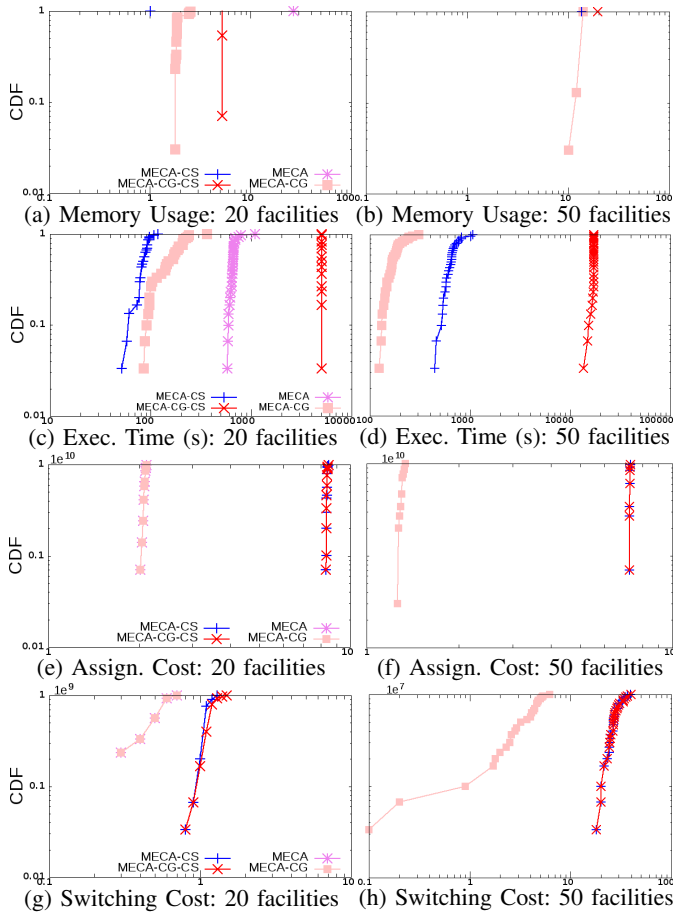 1
0.1
0.01
0.1 1 10 100
CDF
MECA-CS MECA
MECA-CG-CS MECA-CG
0.1 1 10 100
(a) Memory Usage: 20 facilities (b) Memory Usage: 50 facilities
1
0.1
0.01
10 100 1000 5000 10000
CDF
MECA-CS MECA
MECA-CG-CS MECA-CG
100 1000 10000 100000
(c) Exec. Time (s): 20 facilities (d) Exec. Time (s): 50 facilities
1e10 1e10
1
0.1
0.01
1 10
CDF
MECA-CS MECA
MECA-CG-CS MECA-CG
1 10
(e) Assign. Cost: 20 facilities (f) Assign. Cost: 50 facilities
1e9 1e7
1
0.1
0.01
0.1 1 10
CDF
MECA-CS MECA
MECA-CG-CS MECA-CG
0.1 1 10 100
(g) Switching Cost: 20 facilities (h) Switching Cost: 50 facilities